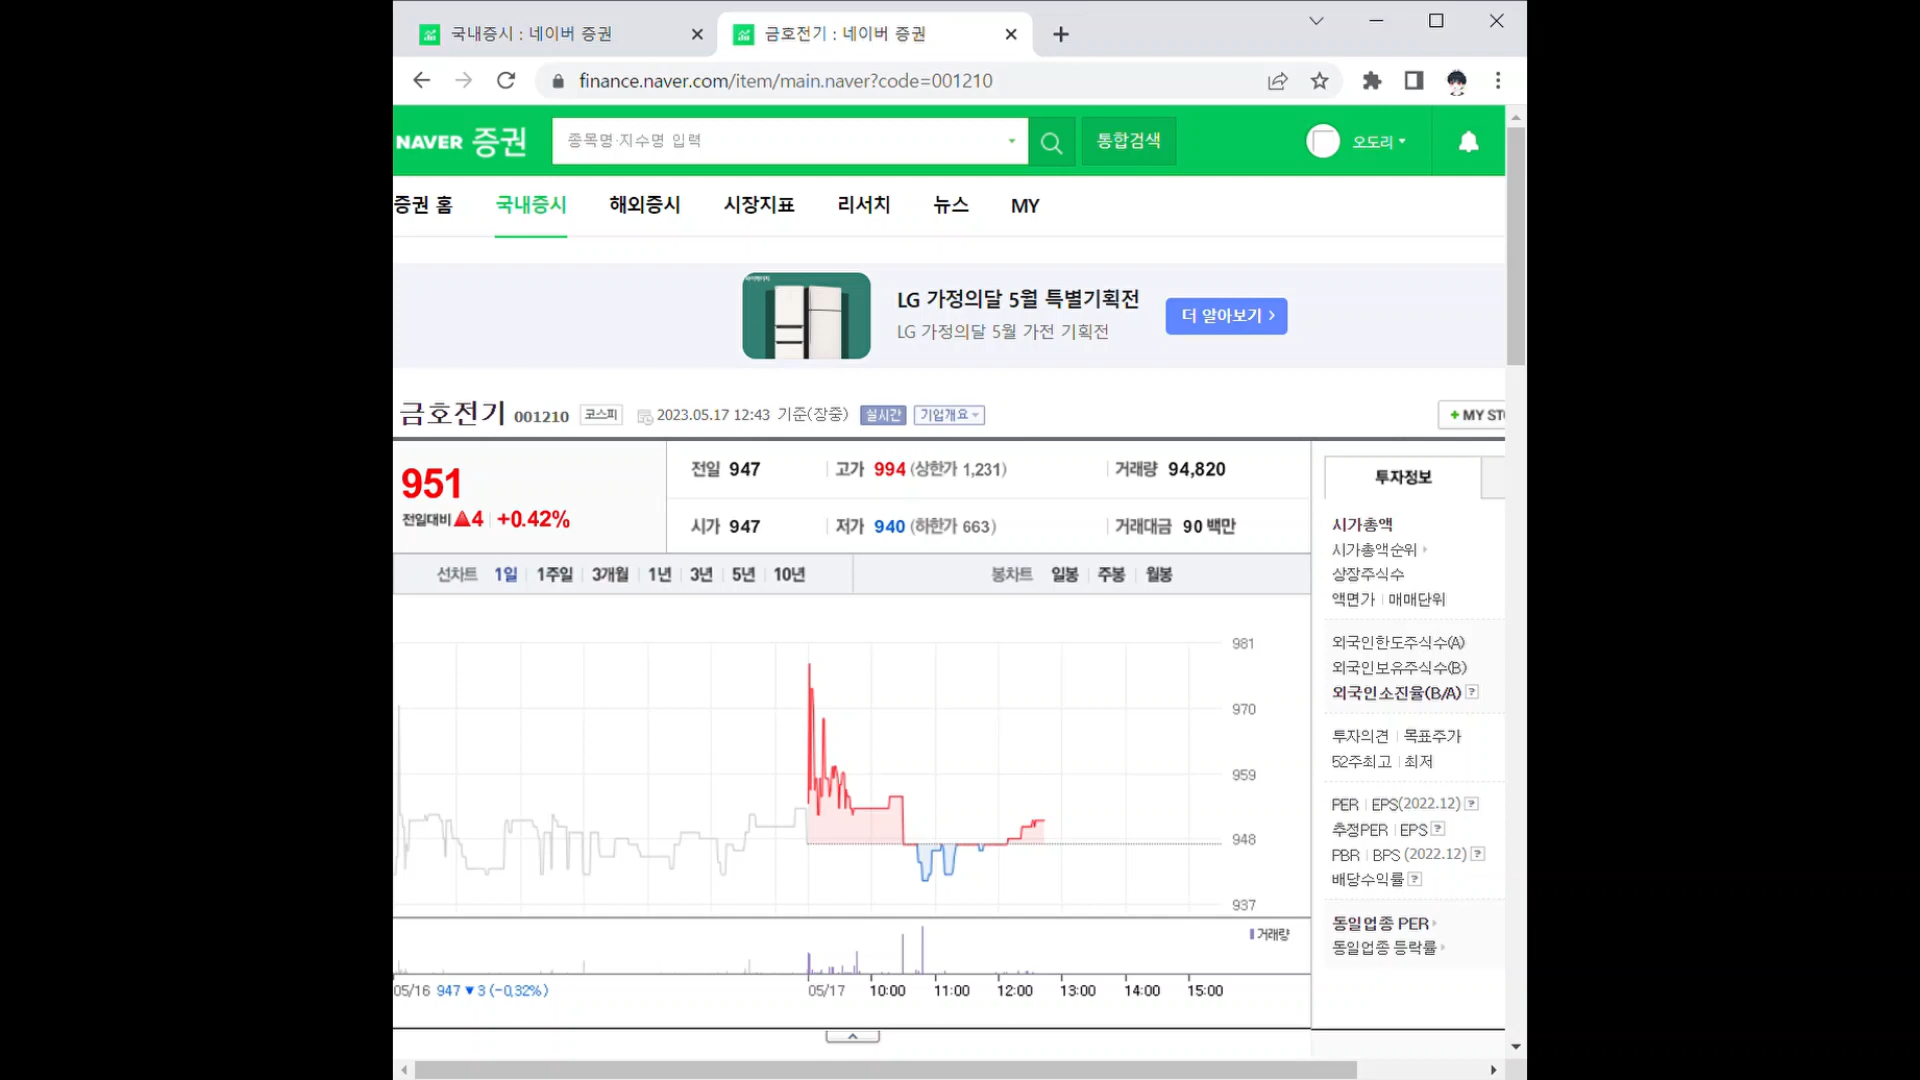 국내증시 : 네이버 증권
금호전기 : 네이버 증권
finance.naver.com/item/main.naver?code=001210
NAVER 증권
종목명·지수명 입력
통합검색
오도리
증권 홈
국내증시
해외증시
시장지표
리서치
뉴스
MY
LG 가정의달 5월 특별기획전
LG 가정의달 5월 가전 기획전
더 알아보기 >
금호전기 001210 코스피 2023.05.17 12:43 기준(장중) 실시간 기업개요
+ MY ST
951
전일대비 ▲4 +0.42%
전일 947 고가 994 (상한가 1,231) 거래량 94,820
시가 947 저가 940 (하한가 663) 거래대금 90 백만
선차트 1일 1주일 3개월 1년 3년 5년 10년
봉차트 일봉 주봉 월봉
981
970
959
948
937
거래량
05/16 947 ▼ 3 (-0.32%)
05/17 10:00 11:00 12:00 13:00 14:00 15:00
투자정보
시가총액
시가총액순위
상장주식수
액면가 | 매매단위
외국인한도주식수(A)
외국인보유주식수(B)
외국인소진율(B/A) ?
투자의견 | 목표주가
52주최고 | 최저
PER | EPS(2022.12) ?
추정PER | EPS ?
PBR | BPS (2022.12) ?
배당수익률 ?
동일업종 PER
동일업종 등락률